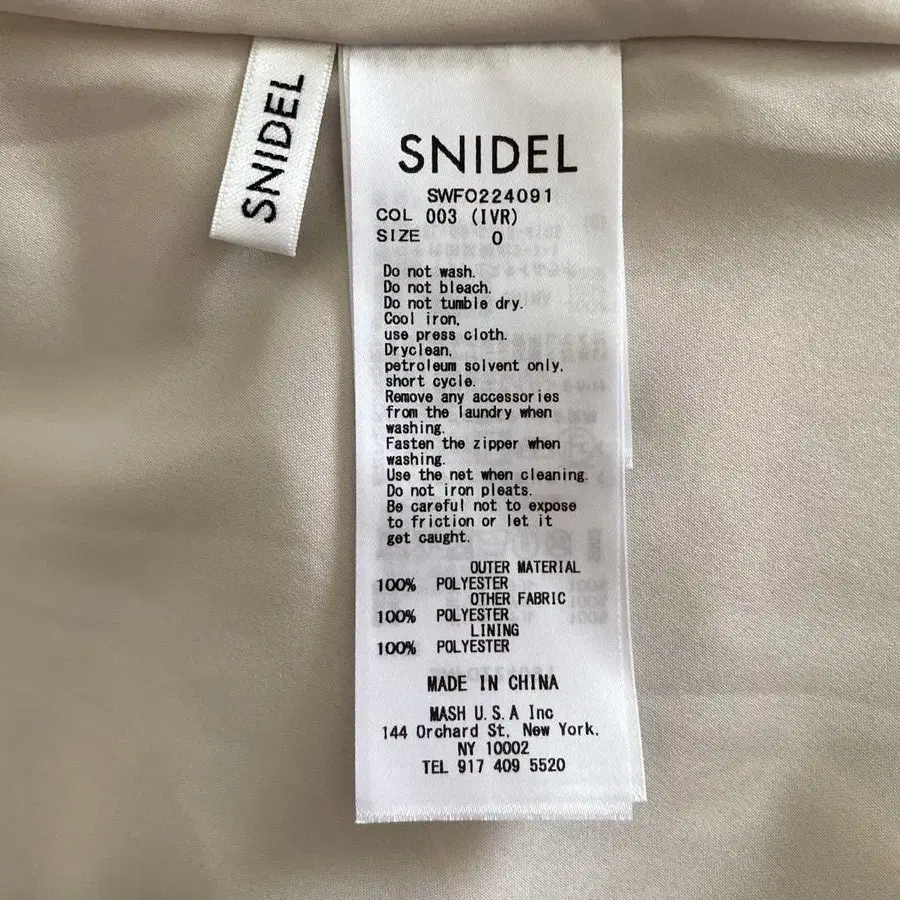 SNIDEL
SNIDEL
SWFO224091
COL 003 (IVR)
SIZE 0
Do not wash.
Do not bleach.
Do not tumble dry.
Cool iron,
use press cloth.
Dryclean,
petroleum solvent only,
short cycle.
Remove any accessories
from the laundry when
washing.
Fasten the zipper when
washing.
Use the net when cleaning.
Do not iron pleats.
Be careful not to expose
to friction or let it
get caught.
OUTER MATERIAL
100% POLYESTER
OTHER FABRIC
100% POLYESTER
LINING
100% POLYESTER
MADE IN CHINA
MASH U.S.A Inc
144 Orchard St, New York,
NY 10002
TEL 917 409 5520